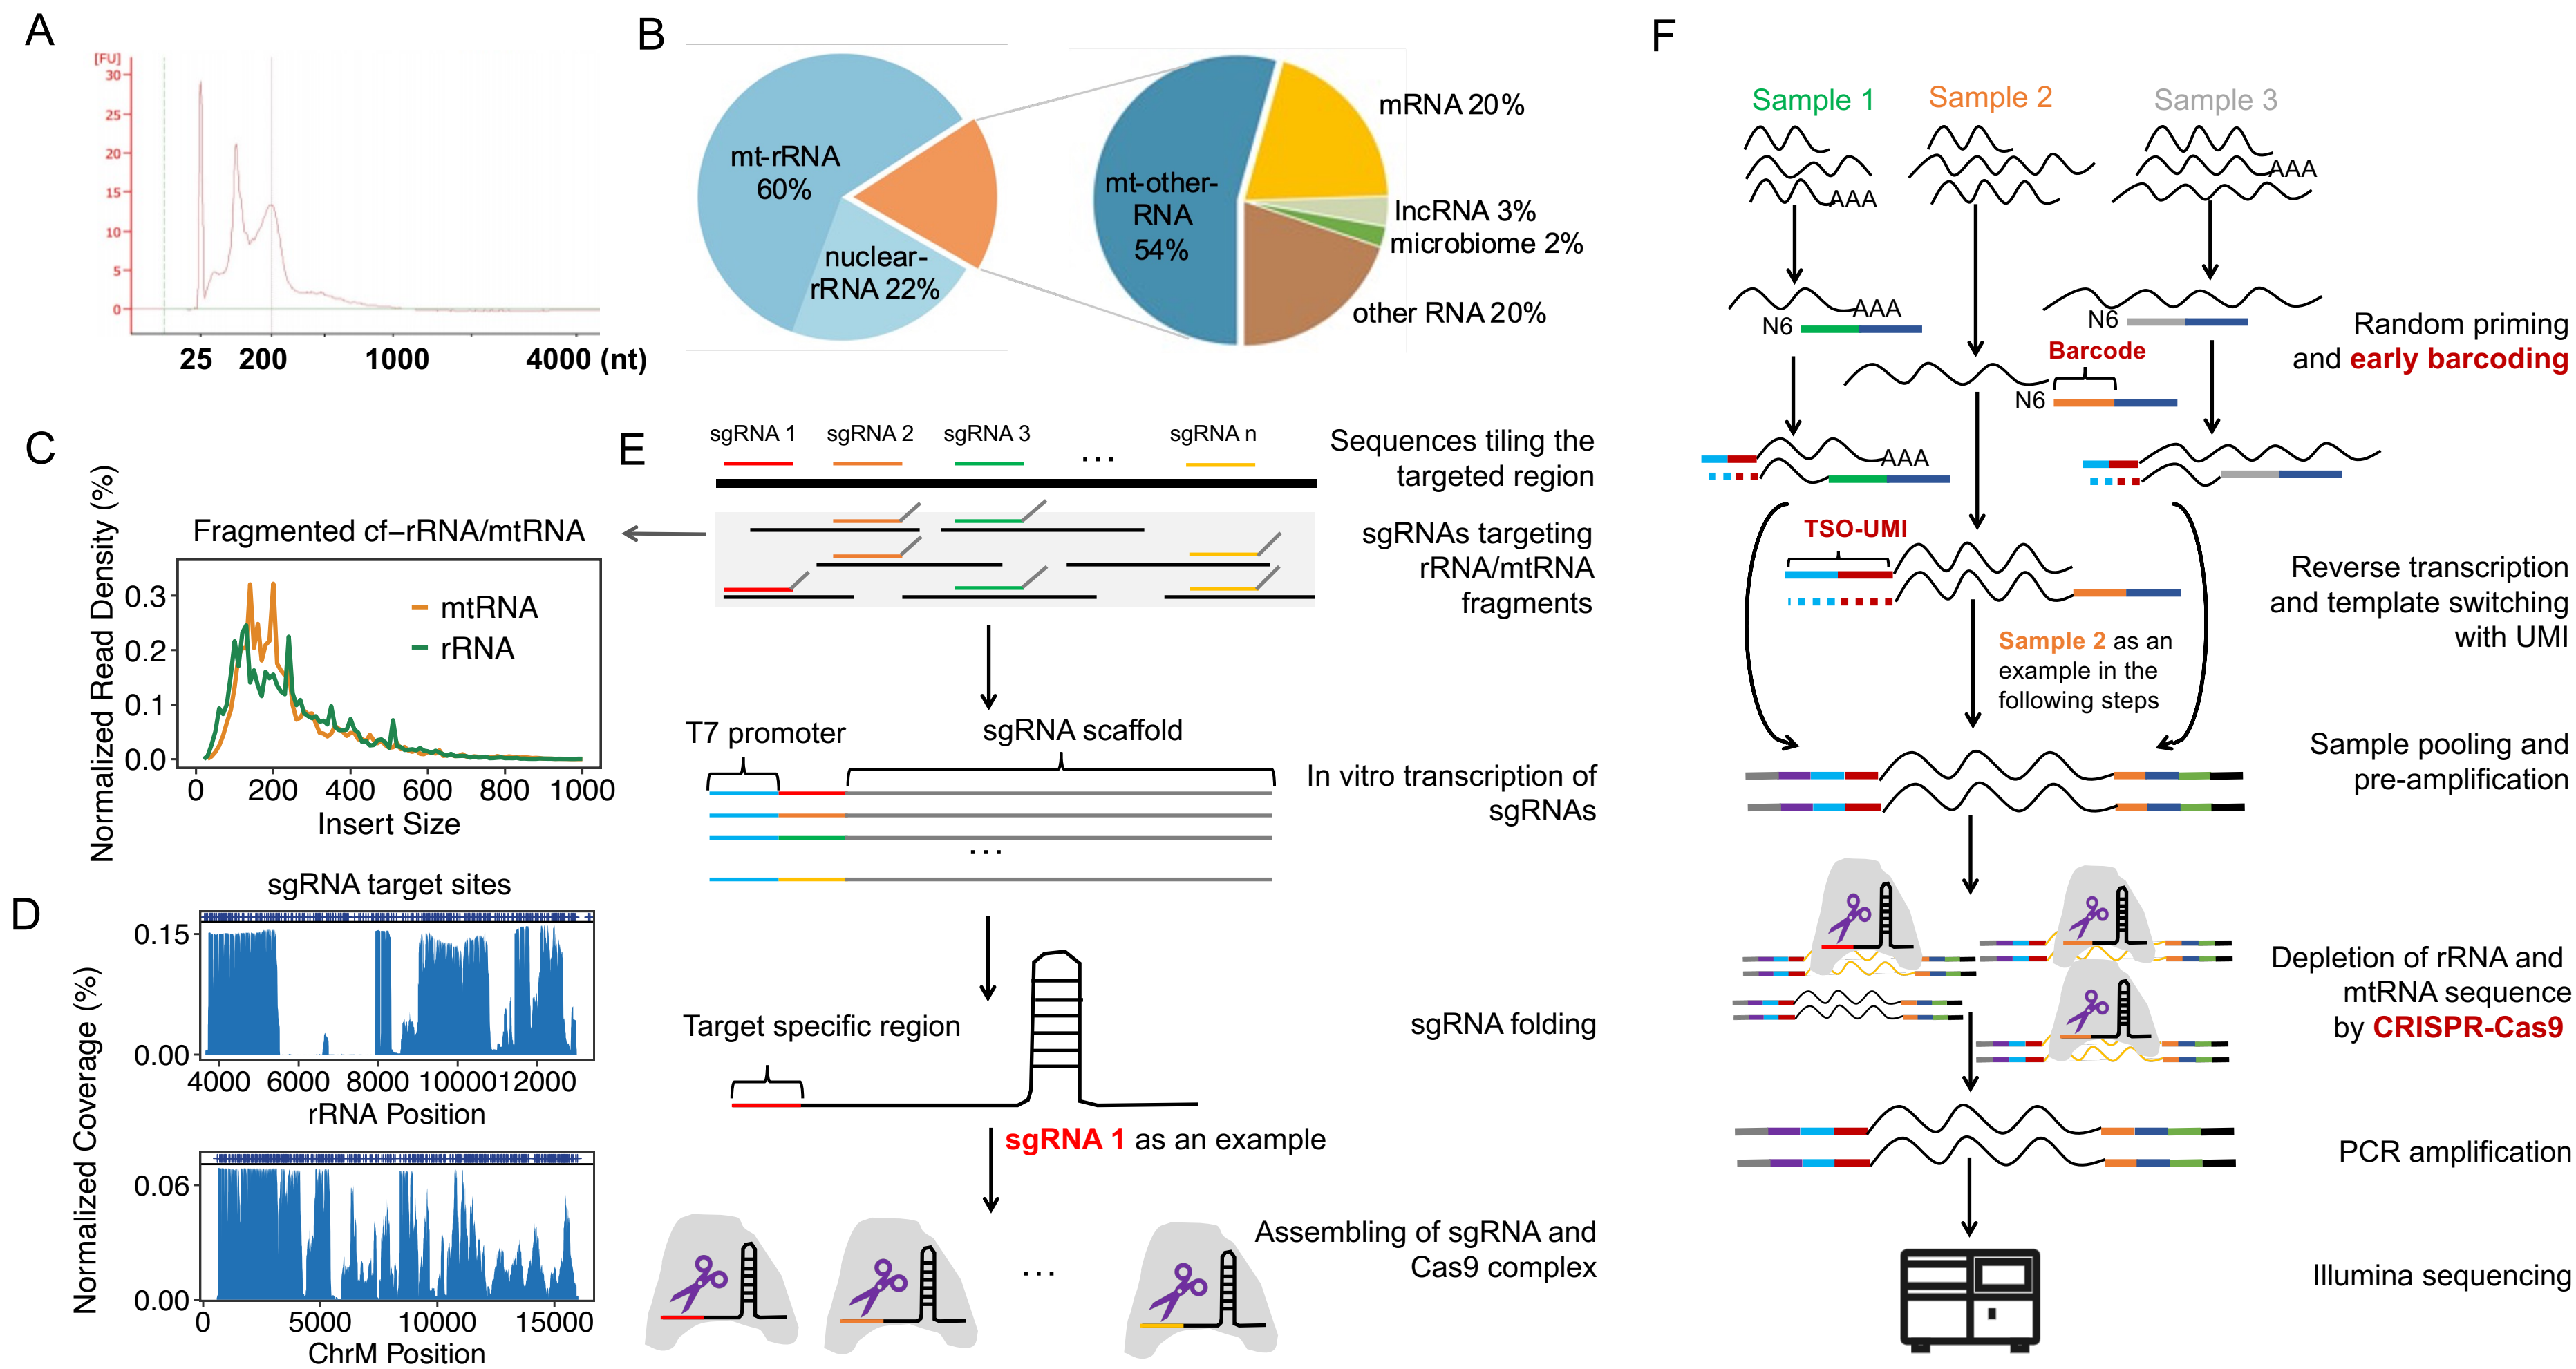 A
[FU]
30
25
20
15
10
5
0
25 200 1000 4000 (nt)
B
mt-rRNA
60%
nuclear-
rRNA 22%
mt-other-
RNA
54%
mRNA 20%
lncRNA 3%
microbiome 2%
other RNA 20%
C
Fragmented cf–rRNA/mtRNA
Normalized Read Density (%)
0.3
0.2
0.1
0.0
mtRNA
rRNA
0 200 400 600 800 1000
Insert Size
D
sgRNA target sites
Normalized Coverage (%)
0.15
0.00
4000 6000 8000 10000 12000
rRNA Position
0.06
0.00
0 5000 10000 15000
ChrM Position
E
sgRNA 1 sgRNA 2 sgRNA 3 ... sgRNA n
Sequences tiling the
targeted region
sgRNAs targeting
rRNA/mtRNA
fragments
T7 promoter
sgRNA scaffold
In vitro transcription of
sgRNAs
...
Target specific region
sgRNA folding
sgRNA 1 as an example
Assembling of sgRNA and
Cas9 complex
...
F
Sample 1 Sample 2 Sample 3
AAA
AAA
AAA
N6
N6
Barcode
N6
Random priming
and early barcoding
AAA
TSO-UMI
Reverse transcription
and template switching
with UMI
Sample 2 as an
example in the
following steps
Sample pooling and
pre-amplification
Depletion of rRNA and
mtRNA sequence
by CRISPR-Cas9
PCR amplification
Illumina sequencing